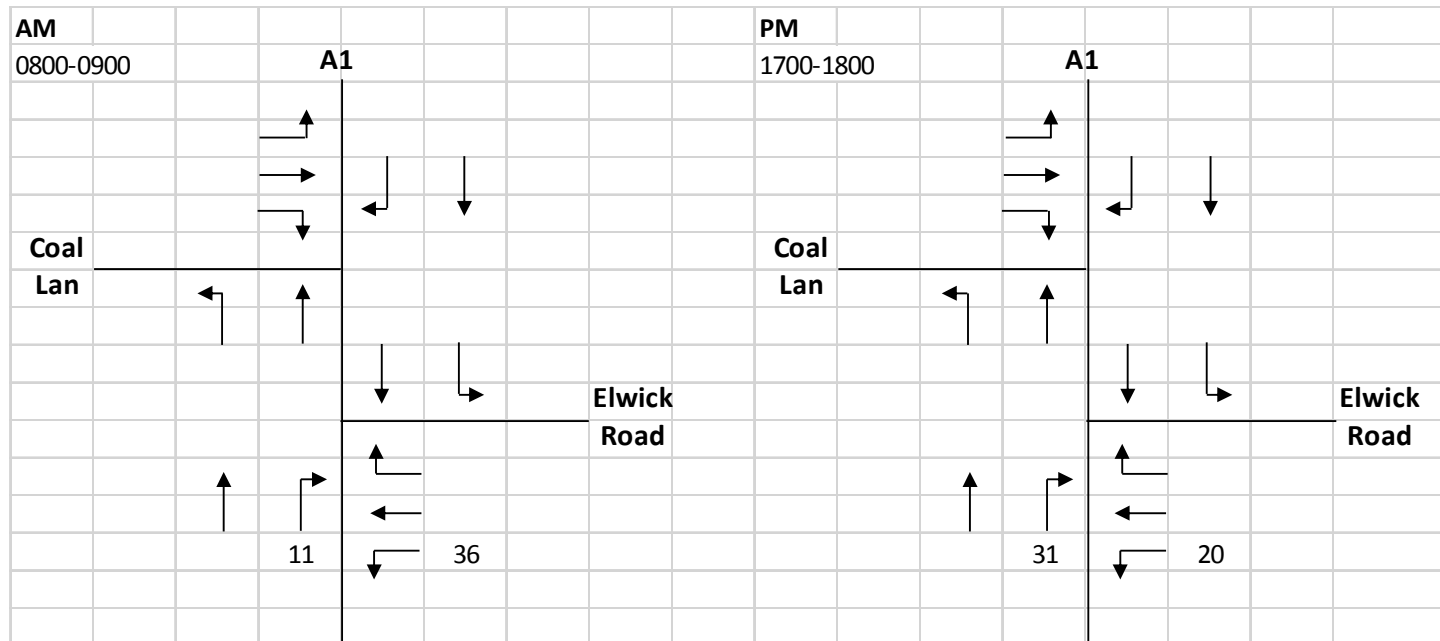 AM
0800-0900
A1
Coal
Lan
Elwick
Road
11
36
PM
1700-1800
A1
Coal
Lan
Elwick
Road
31
20